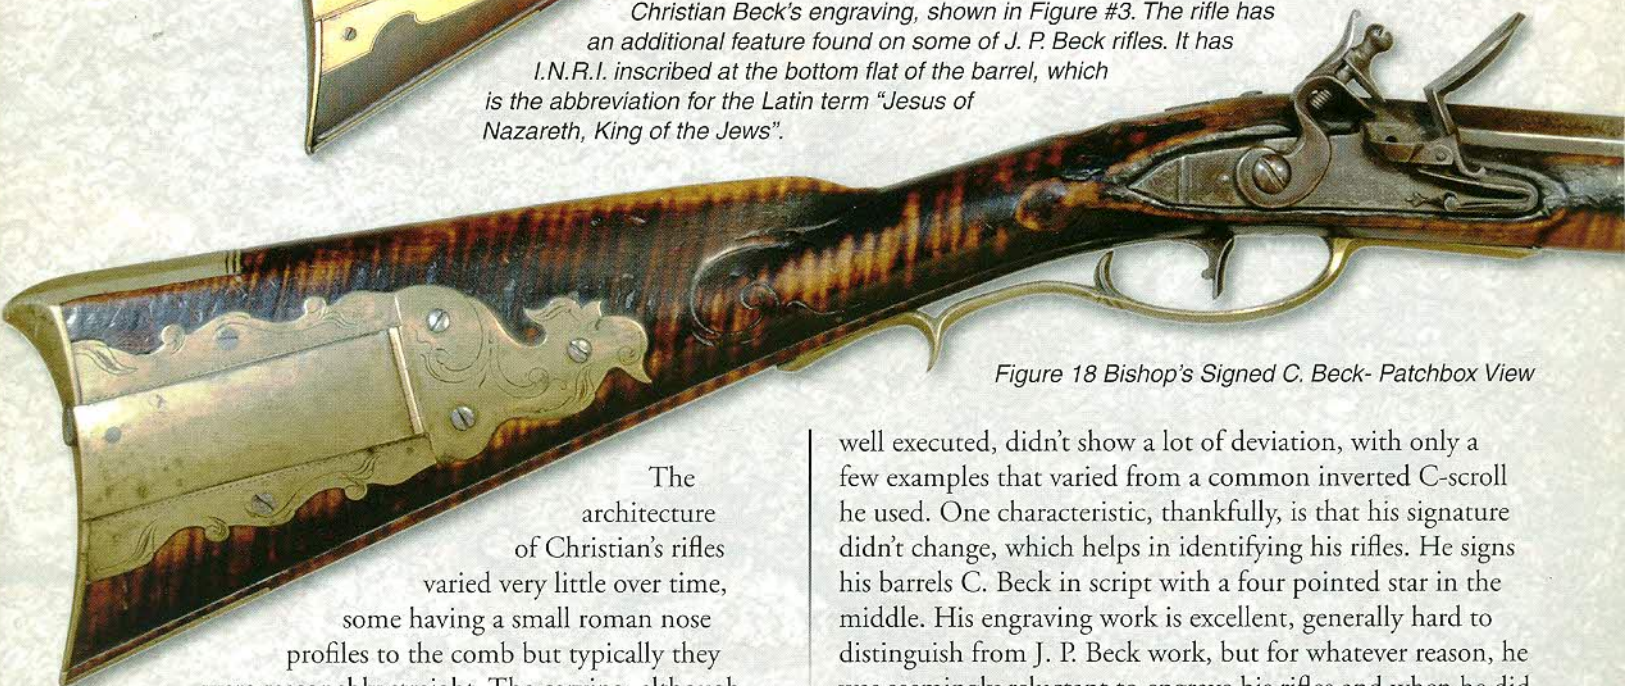 Christian Beck's engraving, shown in Figure #3. The rifle has
an additional feature found on some of J. P. Beck rifles. It has
I.N.R.I. inscribed at the bottom flat of the barrel, which
is the abbreviation for the Latin term “Jesus of
Nazareth, King of the Jews”.
Figure 18 Bishop's Signed C. Beck- Patchbox View
The
architecture
of Christian's rifles
varied very little over time,
some having a small roman nose
profiles to the comb but typically they
well executed, didn't show a lot of deviation, with only a
few examples that varied from a common inverted C-scroll
he used. One characteristic, thankfully, is that his signature
didn't change, which helps in identifying his rifles. He signs
his barrels C. Beck in script with a four pointed star in the
middle. His engraving work is excellent, generally hard to
distinguish from J. P. Beck work, but for whatever reason, he